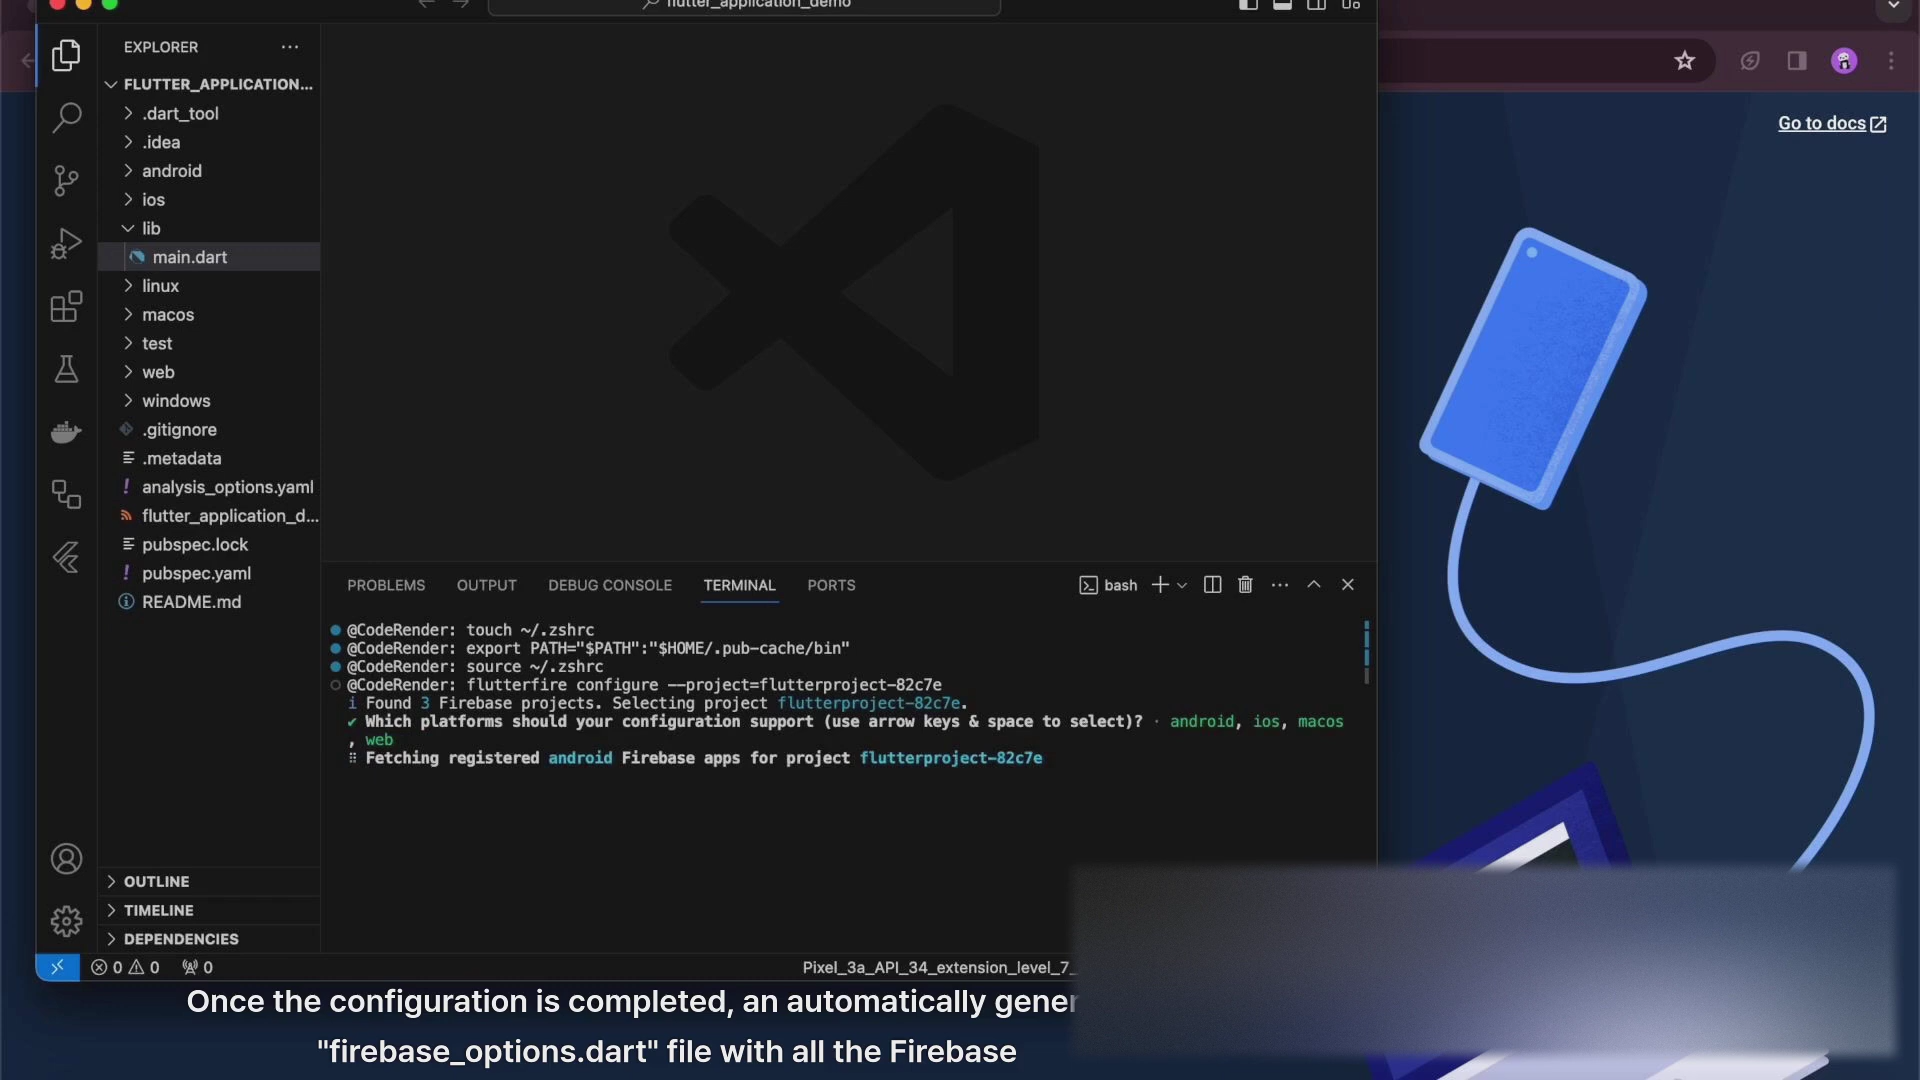 flutter_application_demo
EXPLORER
FLUTTER_APPLICATION...
.dart_tool
.idea
android
ios
lib
main.dart
linux
macos
test
web
windows
.gitignore
.metadata
analysis_options.yaml
flutter_application_d...
pubspec.lock
pubspec.yaml
README.md
OUTLINE
TIMELINE
DEPENDENCIES
Go to docs
PROBLEMS OUTPUT DEBUG CONSOLE TERMINAL PORTS bash
@CodeRender: touch ~/.zshrc
@CodeRender: export PATH="$PATH":"$HOME/.pub-cache/bin"
@CodeRender: source ~/.zshrc
@CodeRender: flutterfire configure --project=flutterproject-82c7e
i Found 3 Firebase projects. Selecting project flutterproject-82c7e.
✔ Which platforms should your configuration support (use arrow keys & space to select)? · android, ios, macos
, web
⠿ Fetching registered android Firebase apps for project flutterproject-82c7e
0 0 0 Pixel_3a_API_34_extension_level_7_
Once the configuration is completed, an automatically gener
"firebase_options.dart" file with all the Firebase